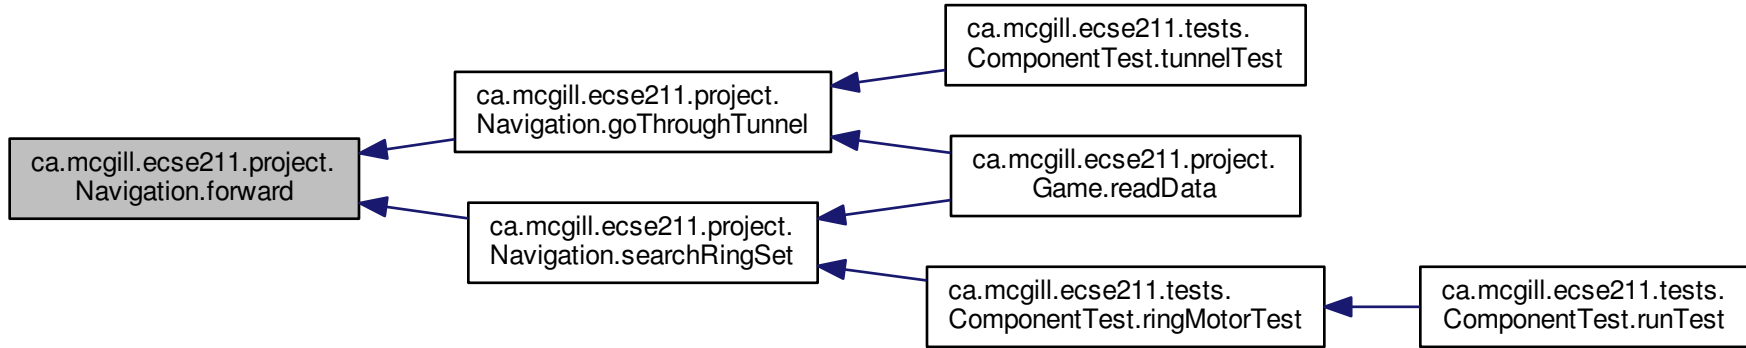 ca.mcgill.ecse211.project.
Navigation.forward
ca.mcgill.ecse211.project.
Navigation.goThroughTunnel
ca.mcgill.ecse211.project.
Navigation.searchRingSet
ca.mcgill.ecse211.tests.
ComponentTest.tunnelTest
ca.mcgill.ecse211.project.
Game.readData
ca.mcgill.ecse211.tests.
ComponentTest.ringMotorTest
ca.mcgill.ecse211.tests.
ComponentTest.runTest